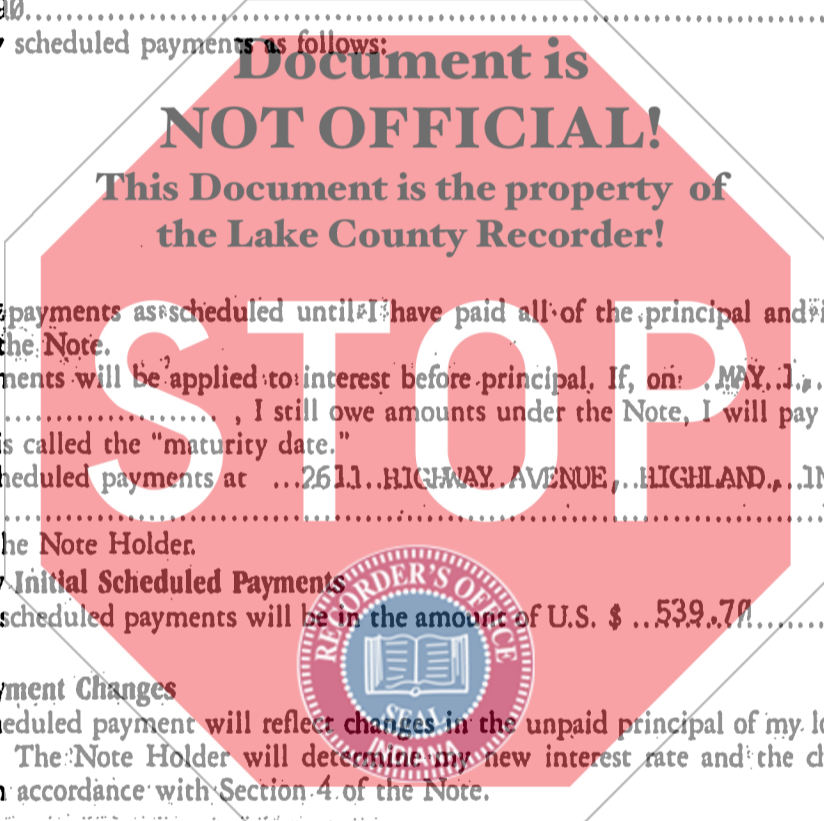 scheduled payments as follows:
Document is
NOT OFFICIAL!
This Document is the property of
the Lake County Recorder!
STOP
payments as scheduled until I have paid all of the principal and
the Note.
ments will be applied to interest before principal. If, on MAY 1,
, I still owe amounts under the Note, I will pay
is called the "maturity date."
heduled payments at 2611 HIGHWAY AVENUE, HIGHLAND, IN
he Note Holder.
Initial Scheduled Payments
scheduled payments will be in the amount of U.S. $ 539.70
RECORDER'S OFFICE
SEAL
INDIANA
yment Changes
eduled payment will reflect changes in the unpaid principal of my lo
The Note Holder will determine my new interest rate and the ch
accordance with Section 4 of the Note.